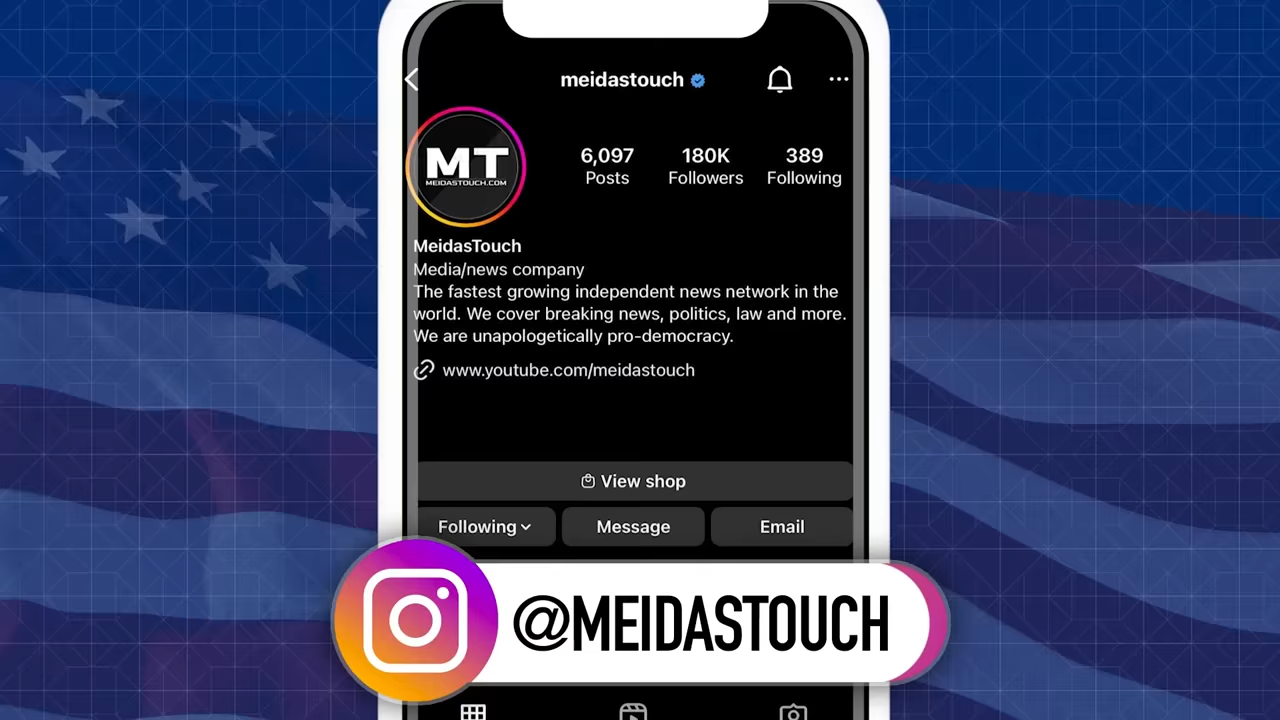 meidastouch
MT
MEIDASTOUCH.COM
6,097 180K 389
Posts Followers Following
MeidasTouch
Media/news company
The fastest growing independent news network in the
world. We cover breaking news, politics, law and more.
We are unapologetically pro-democracy.
www.youtube.com/meidastouch
View shop
Following Message Email
@MEIDASTOUCH